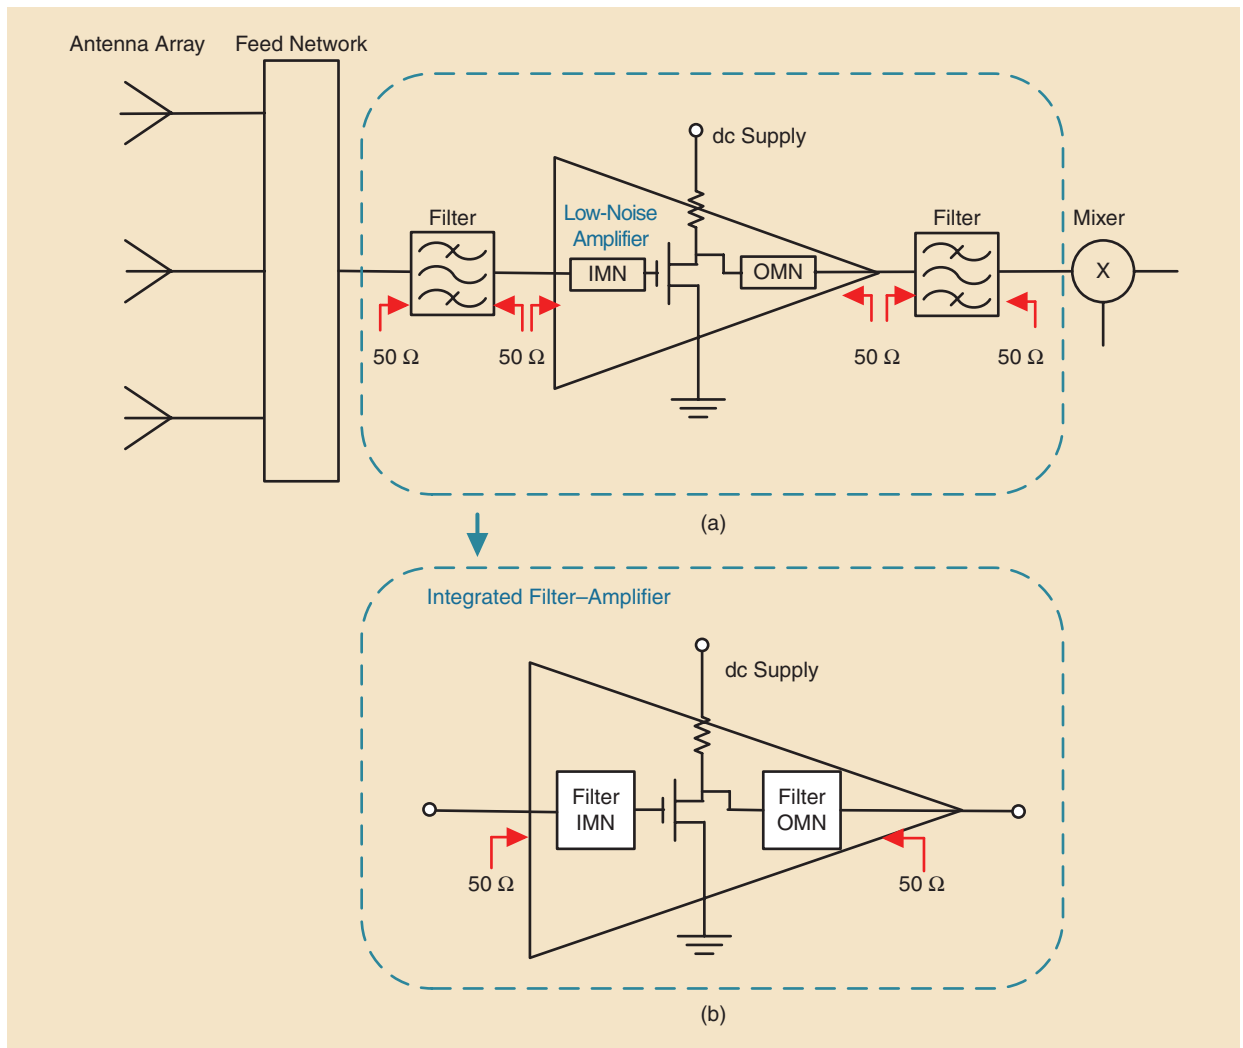 Antenna Array
Feed Network
dc Supply
Filter
Low-Noise
Amplifier
IMN
OMN
Filter
Mixer
X
50 Ω
50 Ω
50 Ω
50 Ω
(a)
Integrated Filter–Amplifier
dc Supply
Filter
IMN
Filter
OMN
50 Ω
50 Ω
(b)